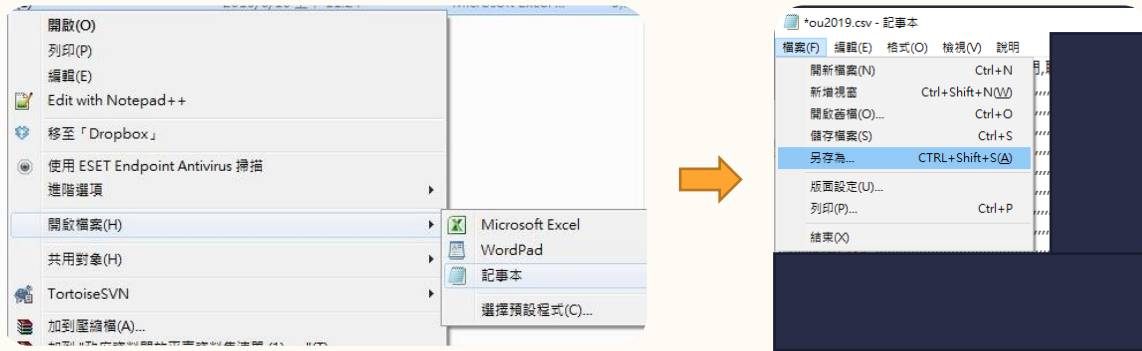 開啟(O)
列印(P)
編輯(E)
Edit with Notepad++
移至「Dropbox」
使用 ESET Endpoint Antivirus 掃描
進階選項
開啟檔案(H)
共用對象(H)
TortoiseSVN
加到壓縮檔(A)...
Microsoft Excel
WordPad
記事本
選擇預設程式(C)...
*ou2019.csv - 記事本
檔案(F) 編輯(E) 格式(O) 檢視(V) 說明
開新檔案(N) Ctrl+N
新增視窗 Ctrl+Shift+N(W)
開啟舊檔(O)... Ctrl+O
儲存檔案(S) Ctrl+S
另存為... CTRL+Shift+S(A)
版面設定(U)...
列印(P)... Ctrl+P
結束(X)